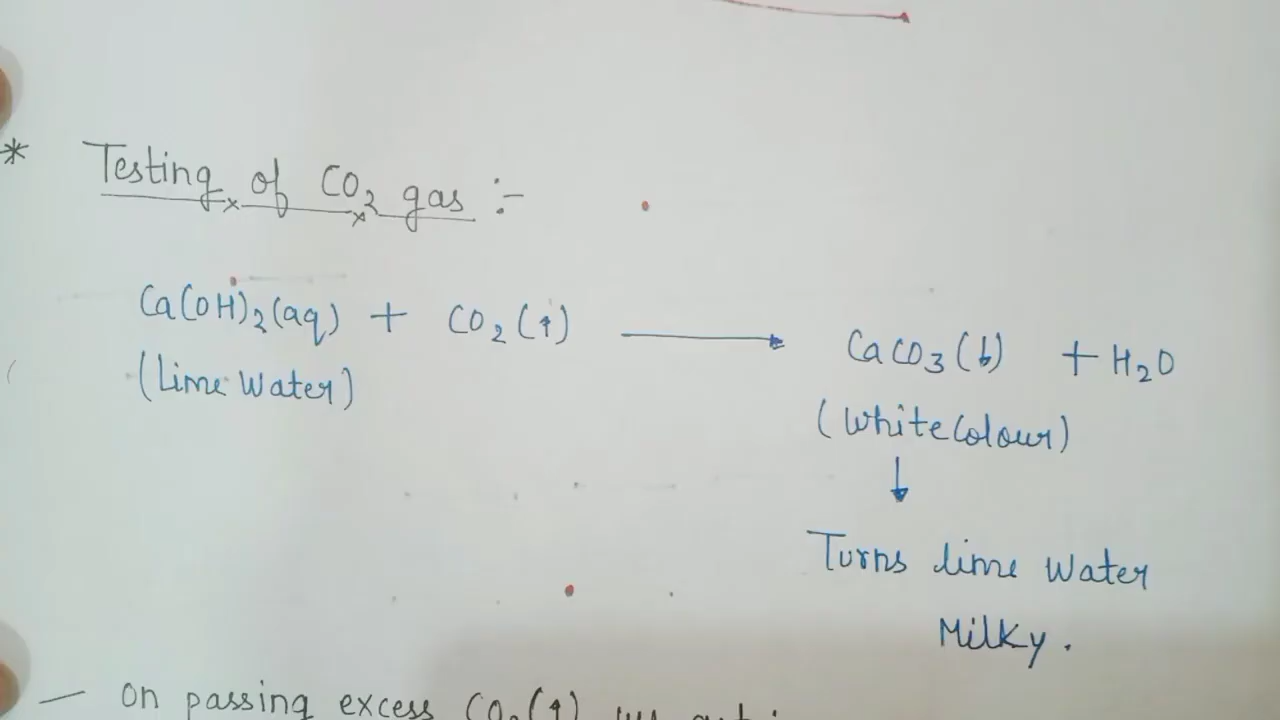 * Testing of CO₂ gas :-
Ca(OH)₂(aq) + CO₂(↑) ⟶ CaCO₃(↓) + H₂O
(Lime Water)
(White Colour)
↓
Turns lime water
Milky.
— On passing excess CO₂(↑)